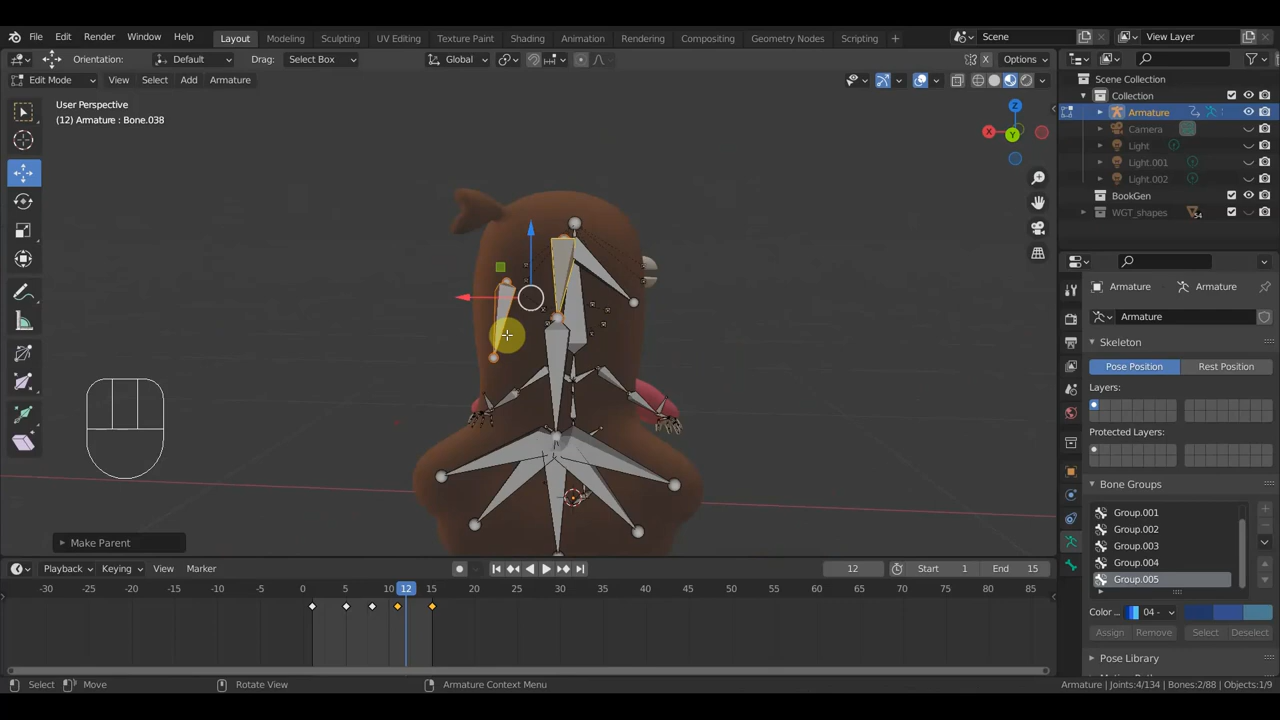 File Edit Render Window Help Layout Modeling Sculpting UV Editing Texture Paint Shading Animation Rendering Compositing Geometry Nodes Scripting + Scene View Layer
Orientation: Default Drag: Select Box Global Options
Edit Mode View Select Add Armature
User Perspective
(12) Armature : Bone.038
X
Z
Y
Make Parent
Scene Collection
Collection
Armature
Camera
Light
Light.001
Light.002
BookGen
WGT_shapes 54
Armature Armature
Armature
Skeleton
Pose Position Rest Position
Layers:
Protected Layers:
Bone Groups
Group.001
Group.002
Group.003
Group.004
Group.005
Color ... 04 -
Assign Remove Select Deselect
Pose Library
Playback Keying View Marker 12 Start 1 End 15
-30 -25 -20 -15 -10 -5 0 5 10 12 15 20 25 30 35 40 45 50 55 60 65 70 75 80 85
Select Move Rotate View Armature Context Menu Armature | Joints:4/134 | Bones:2/88 | Objects:1/9